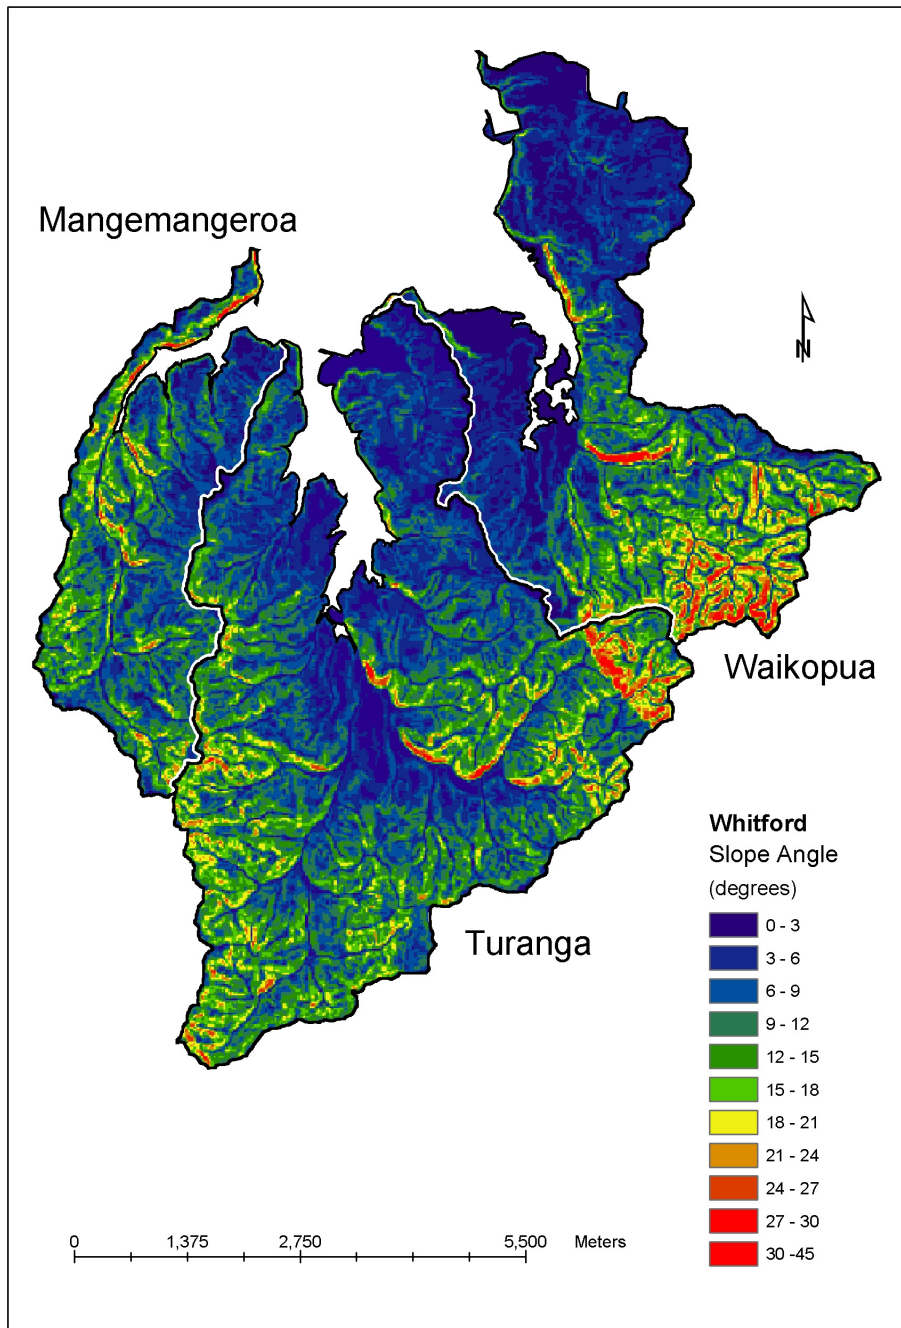 Mangemangeroa
N
Waikopua
Turanga
Whitford
Slope Angle
(degrees)
0 - 3
3 - 6
6 - 9
9 - 12
12 - 15
15 - 18
18 - 21
21 - 24
24 - 27
27 - 30
30 -45
0 1,375 2,750 5,500 Meters